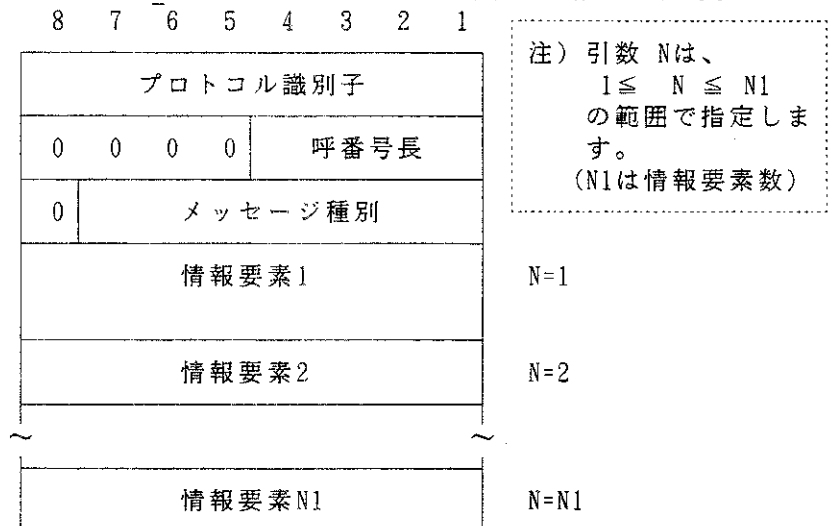 8 7 6 5 4 3 2 1
プロトコル識別子
0 0 0 0 呼番号長
0 メッセージ種別
情報要素1 N=1
情報要素2 N=2
~ ~
情報要素N1 N=N1
注) 引数 Nは、
1≦ N ≦ N1
の範囲で指定しま
す。
(N1は情報要素数)